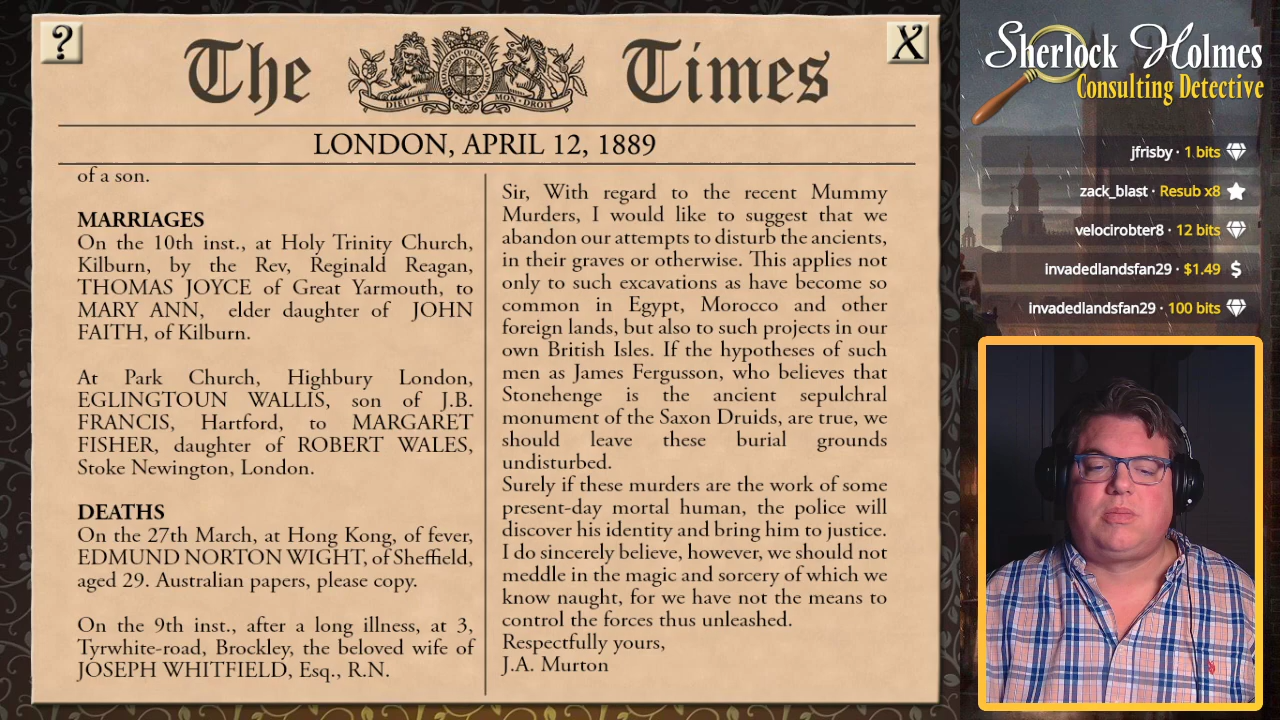 ?
The Times
DIEU·ET MON·DROIT
X
LONDON, APRIL 12, 1889
of a son.
MARRIAGES
On the 10th inst., at Holy Trinity Church,
Kilburn, by the Rev, Reginald Reagan,
THOMAS JOYCE of Great Yarmouth, to
MARY ANN, elder daughter of JOHN
FAITH, of Kilburn.
At Park Church, Highbury London,
EGLINGTOUN WALLIS, son of J.B.
FRANCIS, Hartford, to MARGARET
FISHER, daughter of ROBERT WALES,
Stoke Newington, London.
DEATHS
On the 27th March, at Hong Kong, of fever,
EDMUND NORTON WIGHT, of Sheffield,
aged 29. Australian papers, please copy.
On the 9th inst., after a long illness, at 3,
Tyrwhite-road, Brockley, the beloved wife of
JOSEPH WHITFIELD, Esq., R.N.
Sir, With regard to the recent Mummy
Murders, I would like to suggest that we
abandon our attempts to disturb the ancients,
in their graves or otherwise. This applies not
only to such excavations as have become so
common in Egypt, Morocco and other
foreign lands, but also to such projects in our
own British Isles. If the hypotheses of such
men as James Fergusson, who believes that
Stonehenge is the ancient sepulchral
monument of the Saxon Druids, are true, we
should leave these burial grounds
undisturbed.
Surely if these murders are the work of some
present-day mortal human, the police will
discover his identity and bring him to justice.
I do sincerely believe, however, we should not
meddle in the magic and sorcery of which we
know naught, for we have not the means to
control the forces thus unleashed.
Respectfully yours,
J.A. Murton
Sherlock Holmes
Consulting Detective
jfrisby · 1 bits
zack_blast · Resub x8
velocirobter8 · 12 bits
invadedlandsfan29 · $1.49 $
invadedlandsfan29 · 100 bits